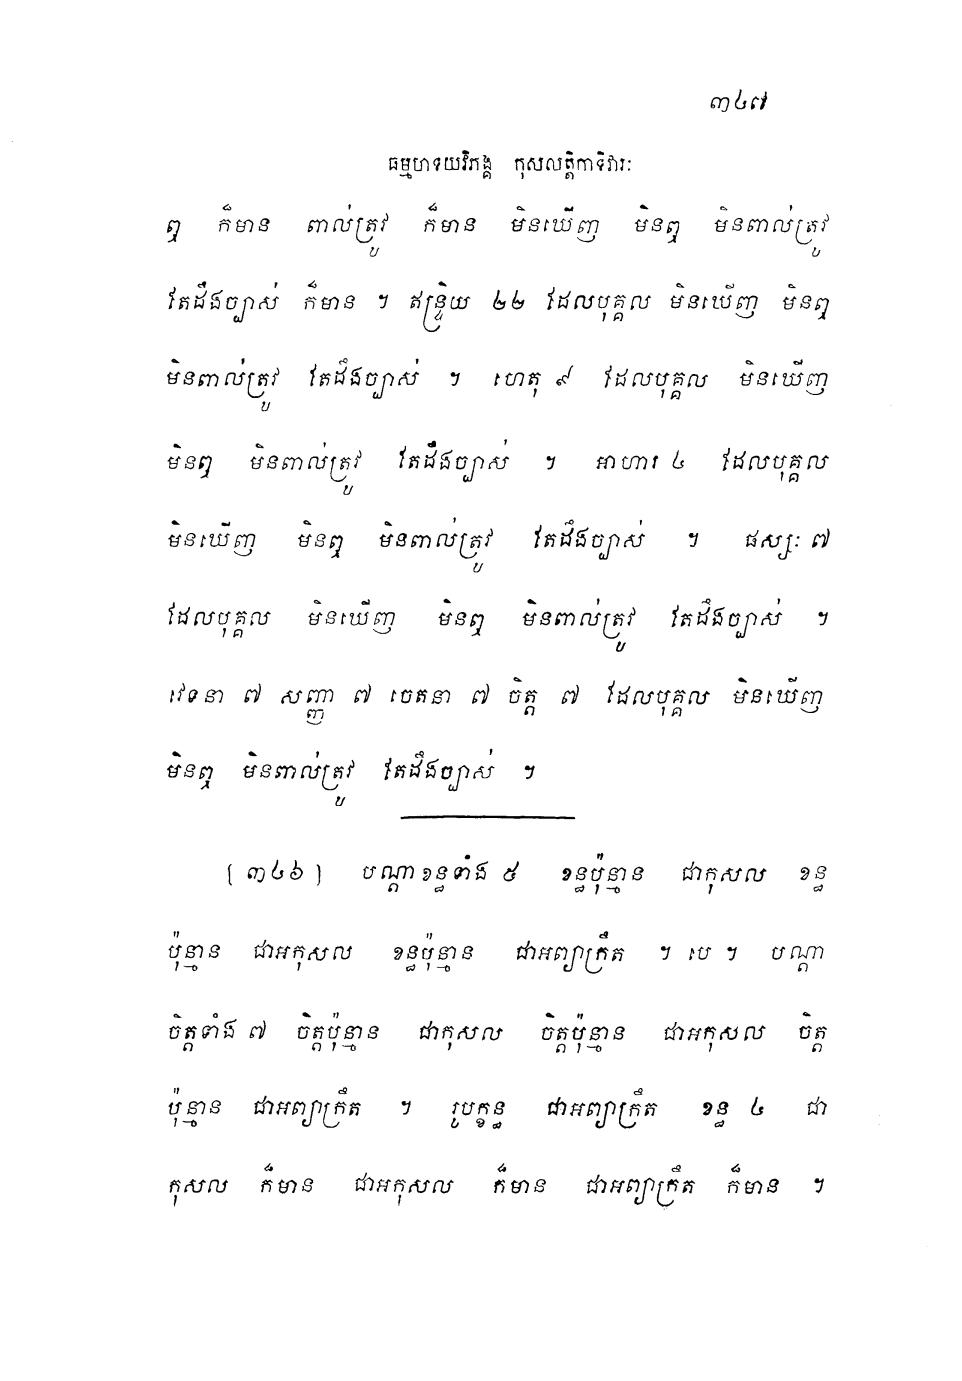 ៣៤៧
ធម្មហទយវិភង្គ កុសលត្តិកាទិវារៈ
ឮ ក៏មាន ពាល់ត្រូវ ក៏មាន មិនឃើញ មិនឮ មិនពាល់ត្រូវ
តែដឹងច្បាស់ ក៏មាន ។ ឥន្ទ្រិយ ២២ ដែលបុគ្គល មិនឃើញ មិនឮ
មិនពាល់ត្រូវ តែដឹងច្បាស់ ។ ហេតុ ៩ ដែលបុគ្គល មិនឃើញ
មិនឮ មិនពាល់ត្រូវ តែដឹងច្បាស់ ។ អាហារ ៤ ដែលបុគ្គល
មិនឃើញ មិនឮ មិនពាល់ត្រូវ តែដឹងច្បាស់ ។ ផស្សៈ ៧
ដែលបុគ្គល មិនឃើញ មិនឮ មិនពាល់ត្រូវ តែដឹងច្បាស់ ។
វេទនា ៧ សញ្ញា ៧ ចេតនា ៧ ចិត្ត ៧ ដែលបុគ្គល មិនឃើញ
មិនឮ មិនពាល់ត្រូវ តែដឹងច្បាស់ ។
[៣៤៦] បណ្តាខន្ធទាំង ៥ ខន្ធប៉ុន្មាន ជាកុសល ខន្ធ
ប៉ុន្មាន ជាអកុសល ខន្ធប៉ុន្មាន ជាអព្យាក្រឹត ។ បេ ។ បណ្តា
ចិត្តទាំង ៧ ចិត្តប៉ុន្មាន ជាកុសល ចិត្តប៉ុន្មាន ជាអកុសល ចិត្ត
ប៉ុន្មាន ជាអព្យាក្រឹត ។ រូបក្ខន្ធ ជាអព្យាក្រឹត ខន្ធ ៤ ជា
កុសល ក៏មាន ជាអកុសល ក៏មាន ជាអព្យាក្រឹត ក៏មាន ។